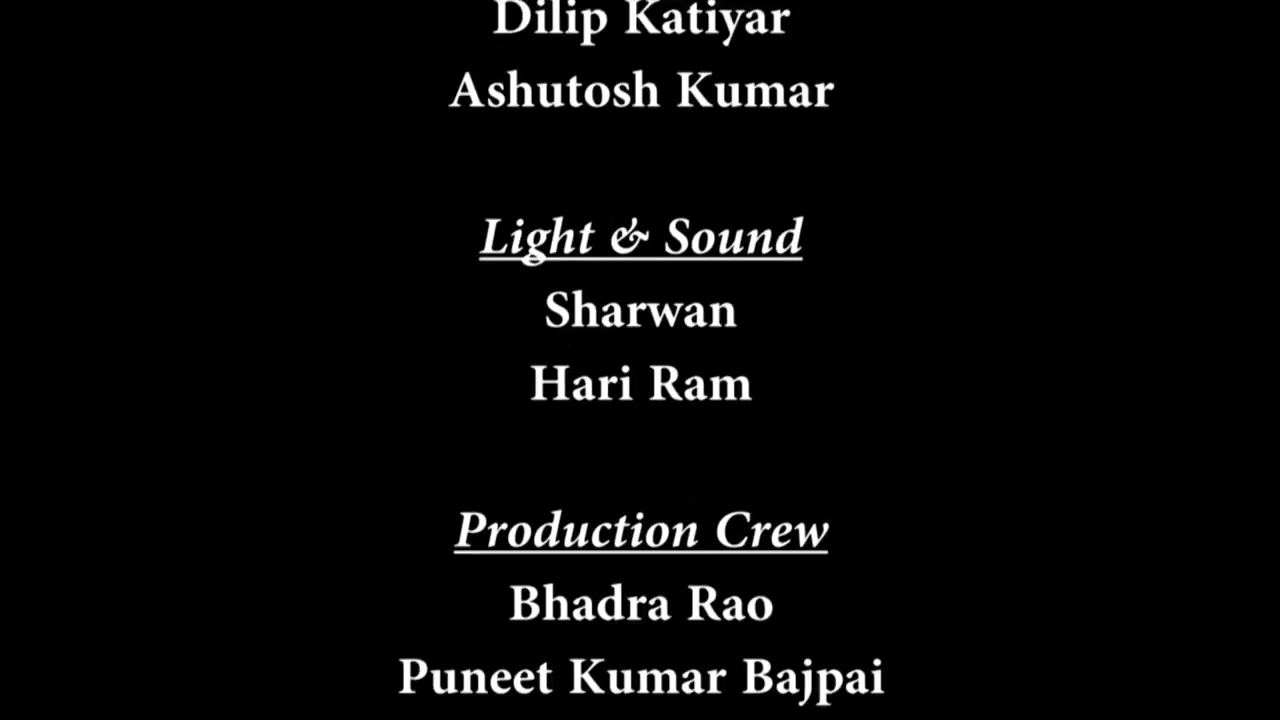 Dilip Katiyar
Ashutosh Kumar
Light & Sound
Sharwan
Hari Ram
Production Crew
Bhadra Rao
Puneet Kumar Bajpai